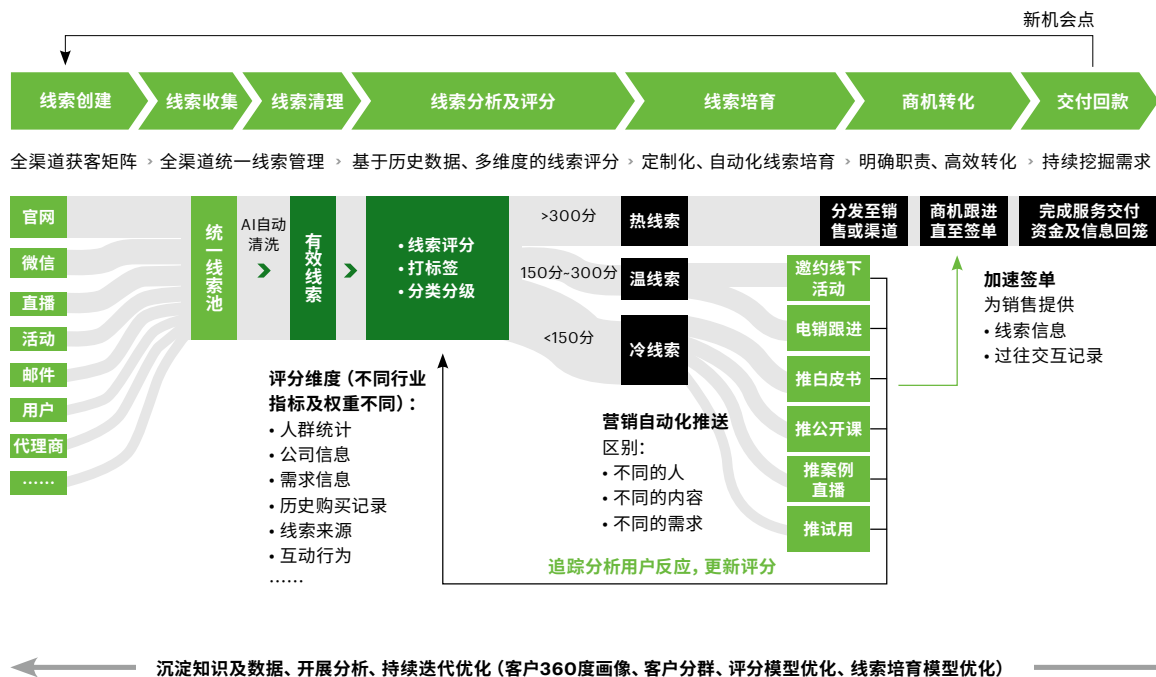 新机会点
线索创建
线索收集
线索清理
线索分析及评分
线索培育
商机转化
交付回款
全渠道获客矩阵 › 全渠道统一线索管理 › 基于历史数据、多维度的线索评分 › 定制化、自动化线索培育 › 明确职责、高效转化 › 持续挖掘需求
官网
微信
直播
活动
邮件
用户
代理商
……
统一线索池
AI自动
清洗
有效线索
• 线索评分
• 打标签
• 分类分级
>300分
150分~300分
<150分
热线索
温线索
冷线索
分发至销
售或渠道
商机跟进
直至签单
完成服务交付
资金及信息回笼
邀约线下
活动
电销跟进
推白皮书
推公开课
推案例
直播
推试用
加速签单
为销售提供
• 线索信息
• 过往交互记录
评分维度（不同行业
指标及权重不同）：
• 人群统计
• 公司信息
• 需求信息
• 历史购买记录
• 线索来源
• 互动行为
……
营销自动化推送
区别：
• 不同的人
• 不同的内容
• 不同的需求
追踪分析用户反应，更新评分
沉淀知识及数据、开展分析、持续迭代优化（客户360度画像、客户分群、评分模型优化、线索培育模型优化）